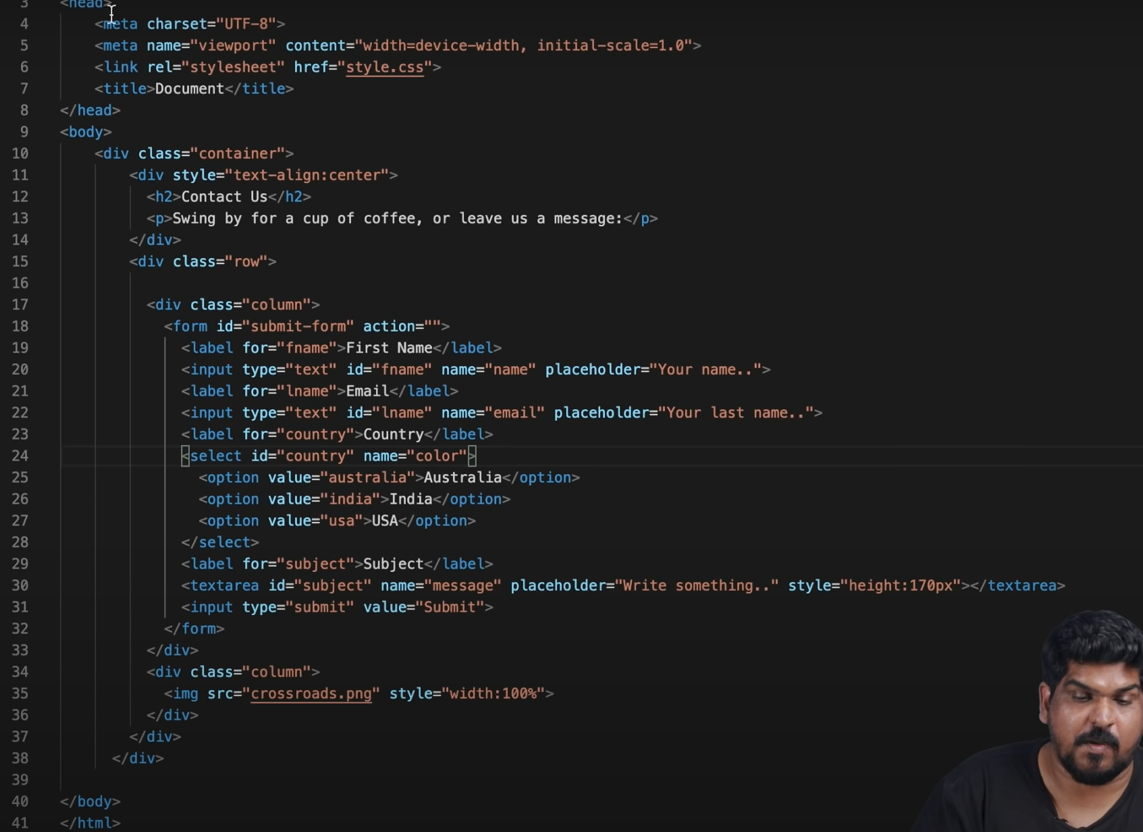 3 <head>
4 <meta charset="UTF-8">
5 <meta name="viewport" content="width=device-width, initial-scale=1.0">
6 <link rel="stylesheet" href="style.css">
7 <title>Document</title>
8 </head>
9 <body>
10 <div class="container">
11 <div style="text-align:center">
12 <h2>Contact Us</h2>
13 <p>Swing by for a cup of coffee, or leave us a message:</p>
14 </div>
15 <div class="row">
16
17 <div class="column">
18 <form id="submit-form" action="">
19 <label for="fname">First Name</label>
20 <input type="text" id="fname" name="name" placeholder="Your name..">
21 <label for="lname">Email</label>
22 <input type="text" id="lname" name="email" placeholder="Your last name..">
23 <label for="country">Country</label>
24 <select id="country" name="color">
25 <option value="australia">Australia</option>
26 <option value="india">India</option>
27 <option value="usa">USA</option>
28 </select>
29 <label for="subject">Subject</label>
30 <textarea id="subject" name="message" placeholder="Write something.." style="height:170px"></textarea>
31 <input type="submit" value="Submit">
32 </form>
33 </div>
34 <div class="column">
35 <img src="crossroads.png" style="width:100%">
36 </div>
37 </div>
38 </div>
39
40 </body>
41 </html>